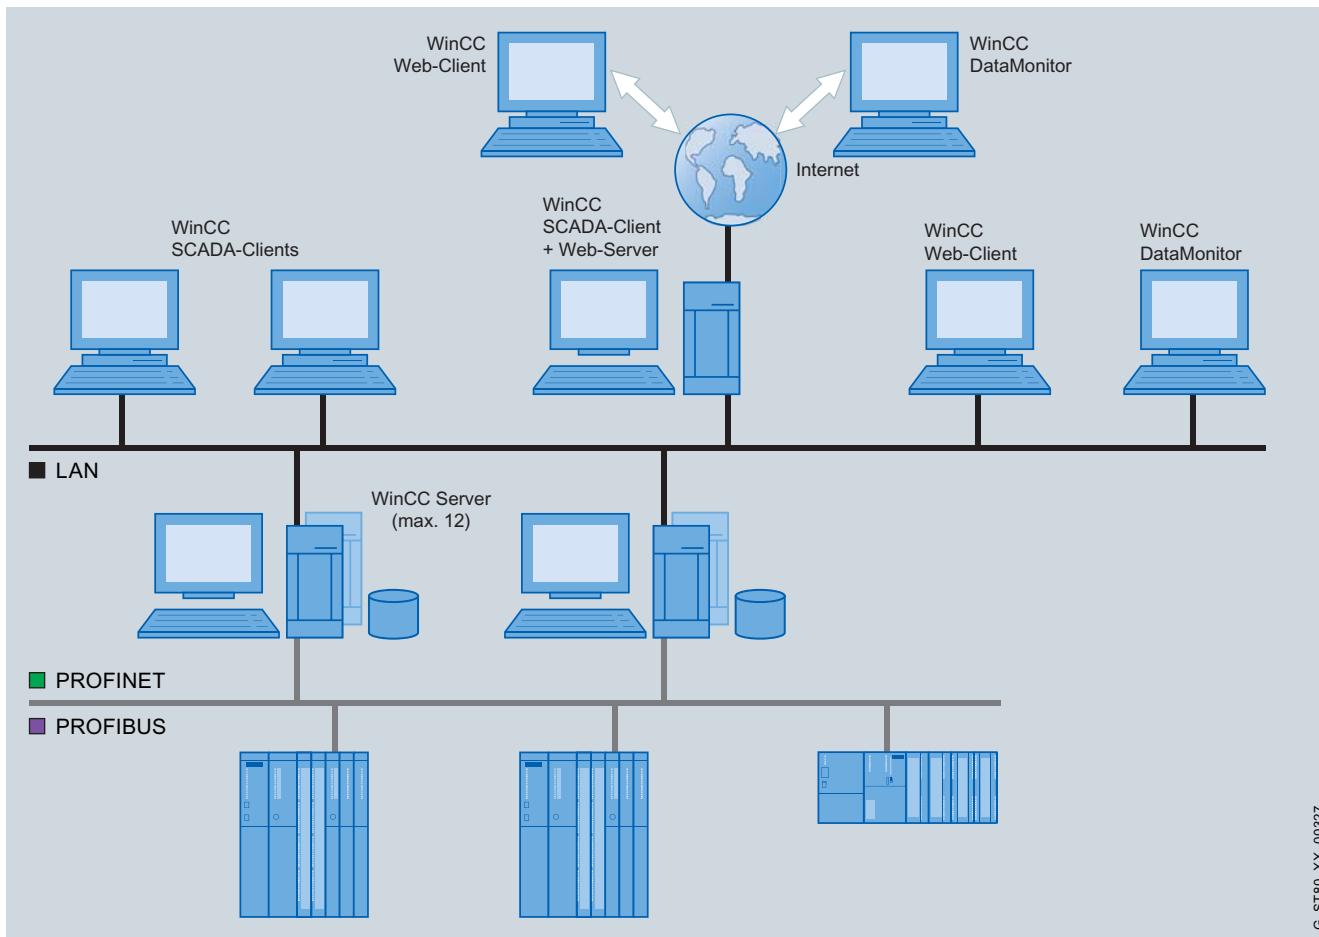 WinCC
Web-Client
WinCC
DataMonitor
Internet
WinCC
SCADA-Clients
WinCC
SCADA-Client
+ Web-Server
WinCC
Web-Client
WinCC
DataMonitor
LAN
WinCC Server
(max. 12)
PROFINET
PROFIBUS
G_ST80_XX_00327